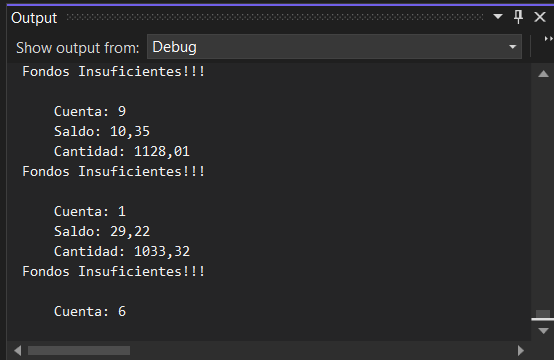 Output
Show output from: Debug
Fondos Insuficientes!!!
Cuenta: 9
Saldo: 10,35
Cantidad: 1128,01
Fondos Insuficientes!!!
Cuenta: 1
Saldo: 29,22
Cantidad: 1033,32
Fondos Insuficientes!!!
Cuenta: 6